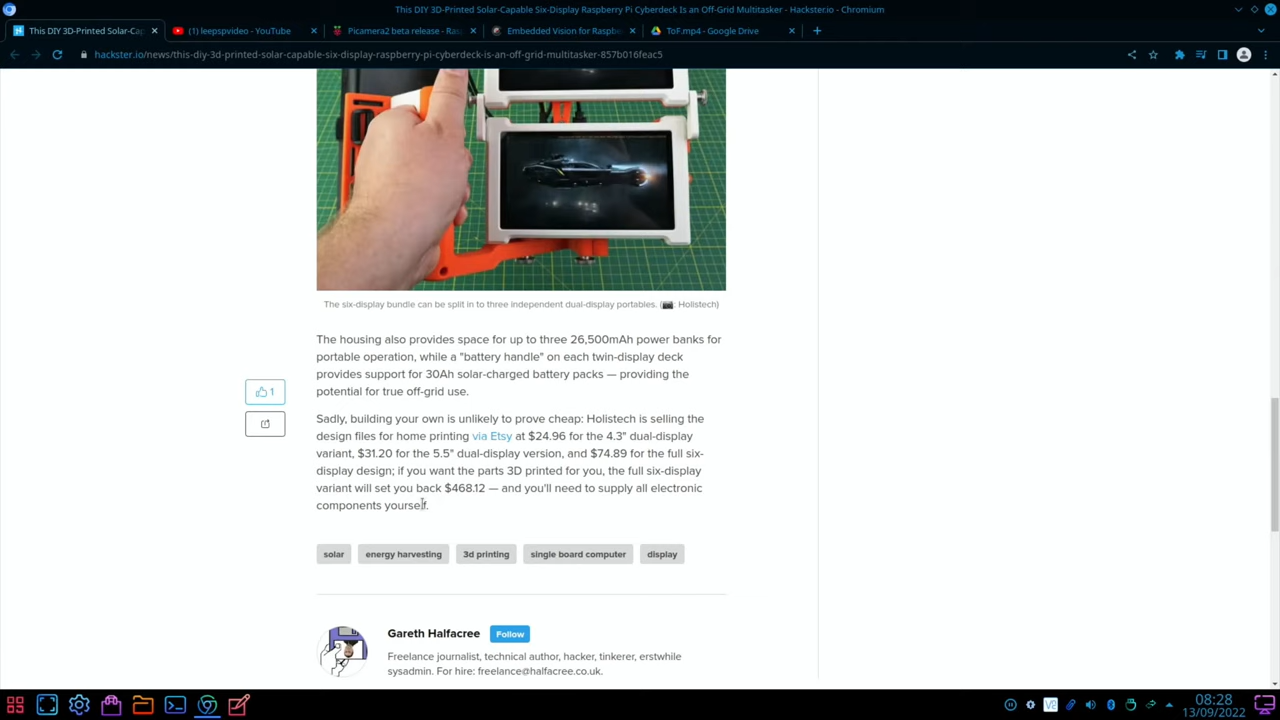 This DIY 3D-Printed Solar-Capable Six-Display Raspberry Pi Cyberdeck Is an Off-Grid Multitasker - Hackster.io - Chromium
This DIY 3D-Printed Solar-Ca
(1) leepspvideo - YouTube
Picamera2 beta release - Ras
Embedded Vision for Raspbe
ToF.mp4 - Google Drive
hackster.io/news/this-diy-3d-printed-solar-capable-six-display-raspberry-pi-cyberdeck-is-an-off-grid-multitasker-857b016feac5
The six-display bundle can be split in to three independent dual-display portables. (📷: Holistech)
The housing also provides space for up to three 26,500mAh power banks for
portable operation, while a "battery handle" on each twin-display deck
provides support for 30Ah solar-charged battery packs — providing the
potential for true off-grid use.
1
Sadly, building your own is unlikely to prove cheap: Holistech is selling the
design files for home printing via Etsy at $24.96 for the 4.3" dual-display
variant, $31.20 for the 5.5" dual-display version, and $74.89 for the full six-
display design; if you want the parts 3D printed for you, the full six-display
variant will set you back $468.12 — and you'll need to supply all electronic
components yourself.
solar
energy harvesting
3d printing
single board computer
display
Gareth Halfacree
Follow
Freelance journalist, technical author, hacker, tinkerer, erstwhile
sysadmin. For hire: freelance@halfacree.co.uk.
08:28
13/09/2022